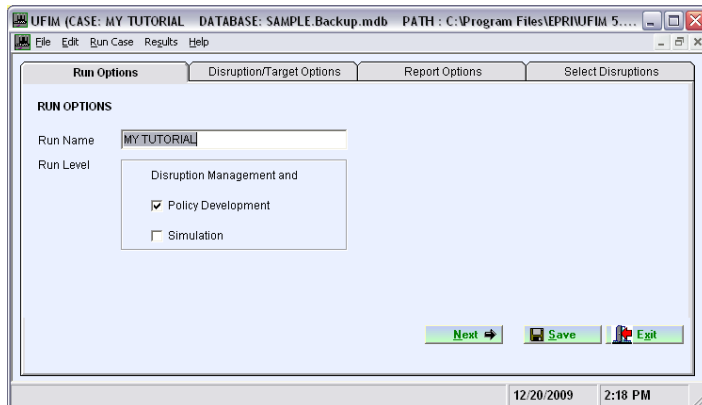 UFIM (CASE: MY TUTORIAL DATABASE: SAMPLE.Backup.mdb PATH : C:\Program Files\EPRI\UFIM 5....
File Edit Run Case Results Help
Run Options Disruption/Target Options Report Options Select Disruptions
RUN OPTIONS
Run Name MY TUTORIAL
Run Level
Disruption Management and
Policy Development
Simulation
Next Save Exit
12/20/2009 2:18 PM